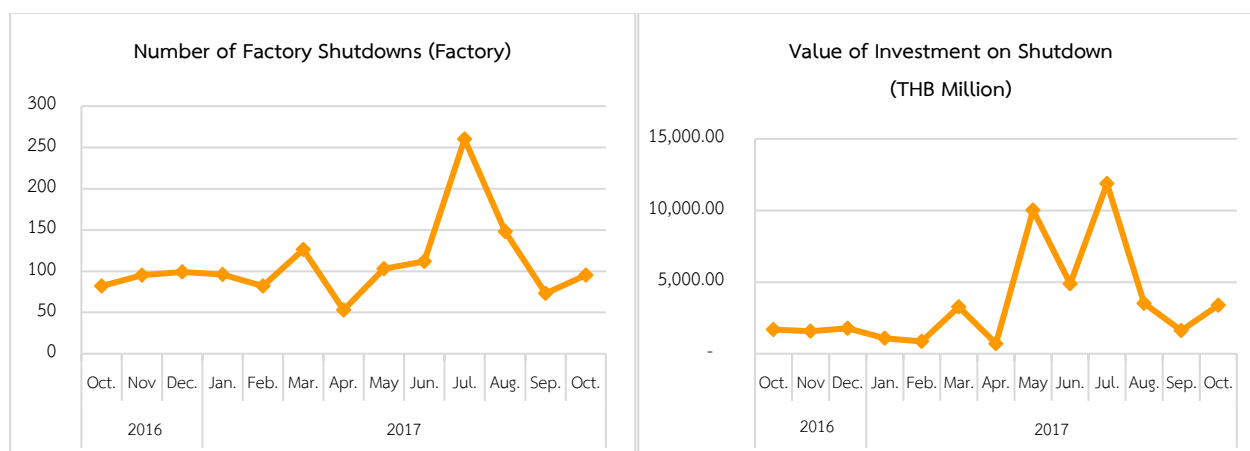 Number of Factory Shutdowns (Factory)
300
250
200
150
100
50
0
Oct. Nov Dec. Jan. Feb. Mar. Apr. May Jun. Jul. Aug. Sep. Oct.
2016 2017
Value of Investment on Shutdown
(THB Million)
15,000.00
10,000.00
5,000.00
-
Oct. Nov Dec. Jan. Feb. Mar. Apr. May Jun. Jul. Aug. Sep. Oct.
2016 2017